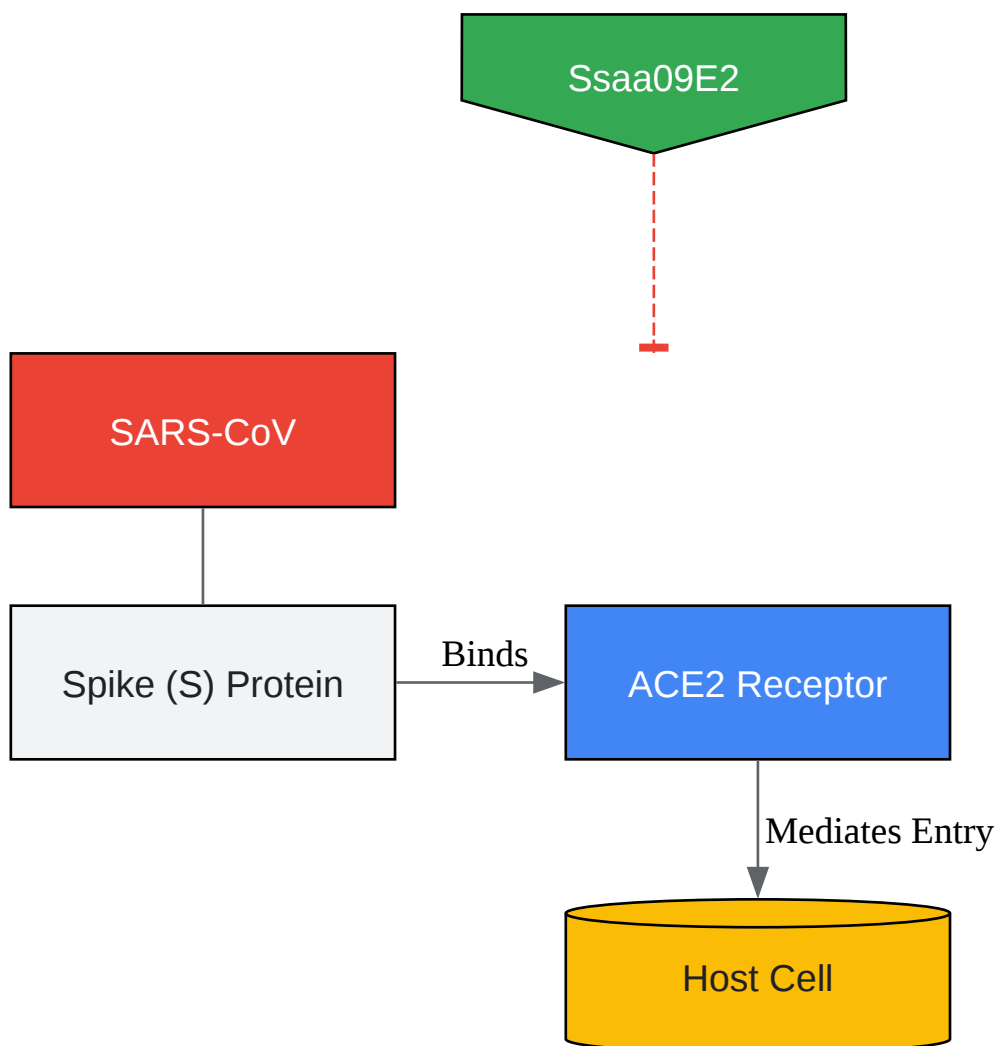 Ssaa09E2
SARS-CoV
Spike (S) Protein
Binds
ACE2 Receptor
Mediates Entry
Host Cell